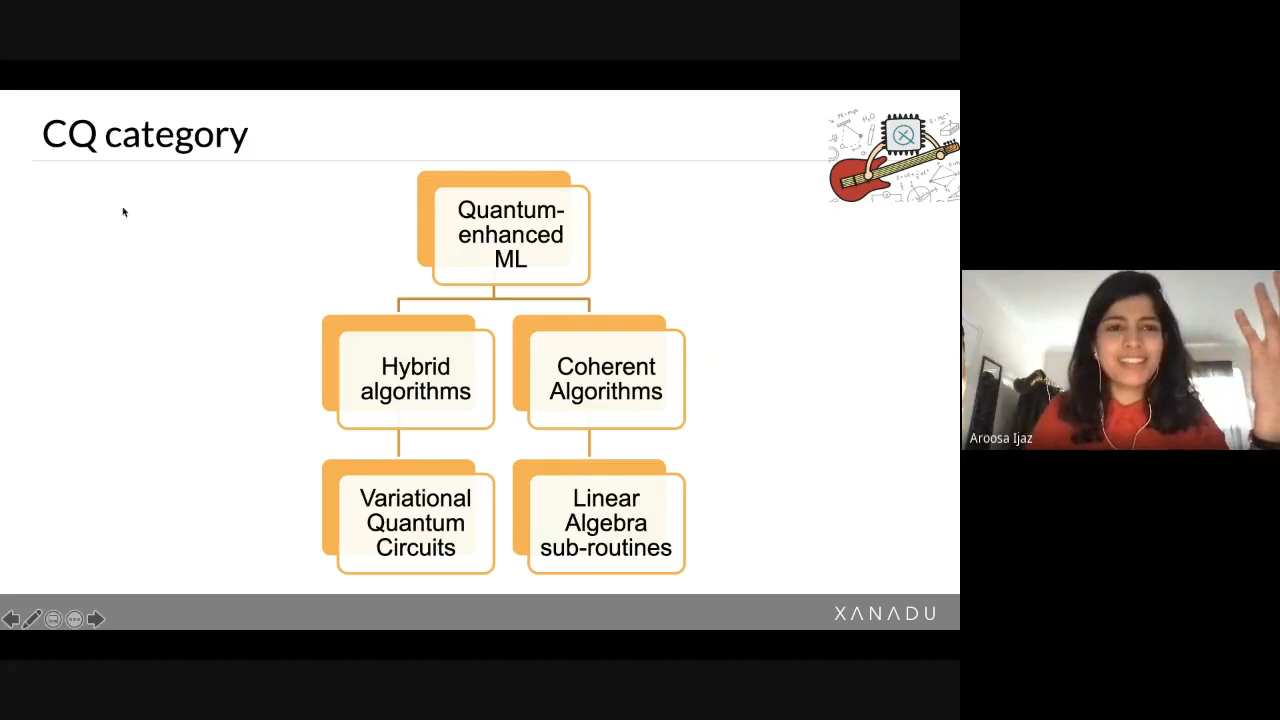 CQ category
Quantum-
enhanced
ML
Hybrid
algorithms
Coherent
Algorithms
Variational
Quantum
Circuits
Linear
Algebra
sub-routines
XANADU
Aroosa Ijaz